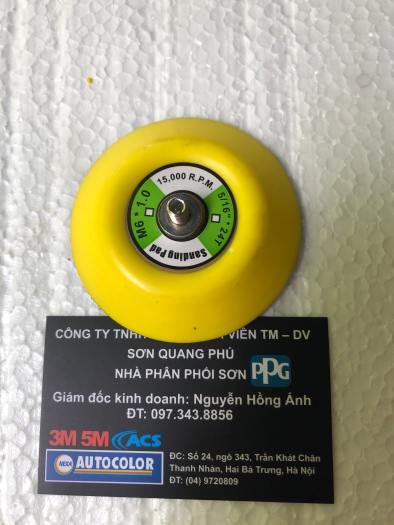 15,000 R.P.M.
5/16" * 24T
M6 * 1.0
Sanding Pad
CÔNG TY TNHH VIÊN TM – DV
SƠN QUANG PHÚ
NHÀ PHÂN PHỐI SƠN PPG
Giám đốc kinh doanh: Nguyễn Hồng Ánh
ĐT: 097.343.8856
3M 5M ACS
NEXA AUTOCOLOR
ĐC: Số 24, ngõ 343, Trần Khát Chân
Thanh Nhàn, Hai Bà Trưng, Hà Nội
ĐT: (04) 9720809